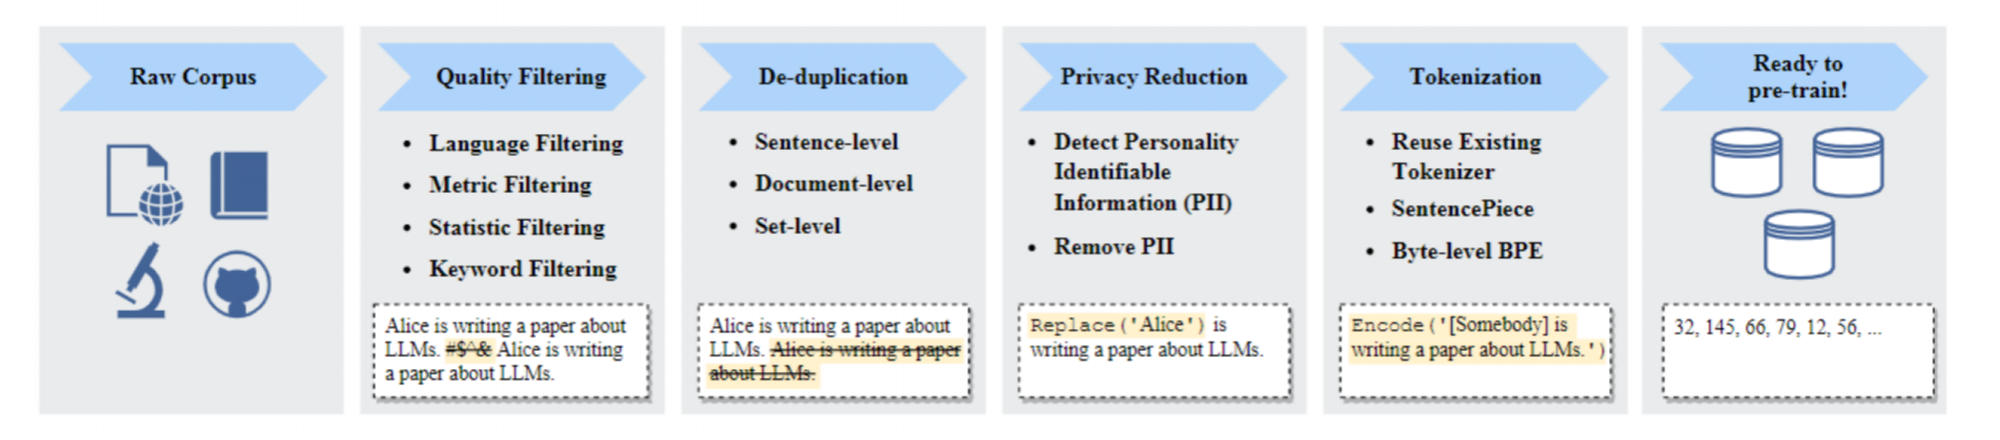 Raw Corpus
Quality Filtering
• Language Filtering
• Metric Filtering
• Statistic Filtering
• Keyword Filtering
Alice is writing a paper about
LLMs. #$^& Alice is writing
a paper about LLMs.
De-duplication
• Sentence-level
• Document-level
• Set-level
Alice is writing a paper about
LLMs. Alice is writing a paper
about LLMs.
Privacy Reduction
• Detect Personality
Identifiable
Information (PII)
• Remove PII
Replace('Alice') is
writing a paper about LLMs.
Tokenization
• Reuse Existing
Tokenizer
• SentencePiece
• Byte-level BPE
Encode('[Somebody] is
writing a paper about LLMs.')
Ready to
pre-train!
32, 145, 66, 79, 12, 56, ...